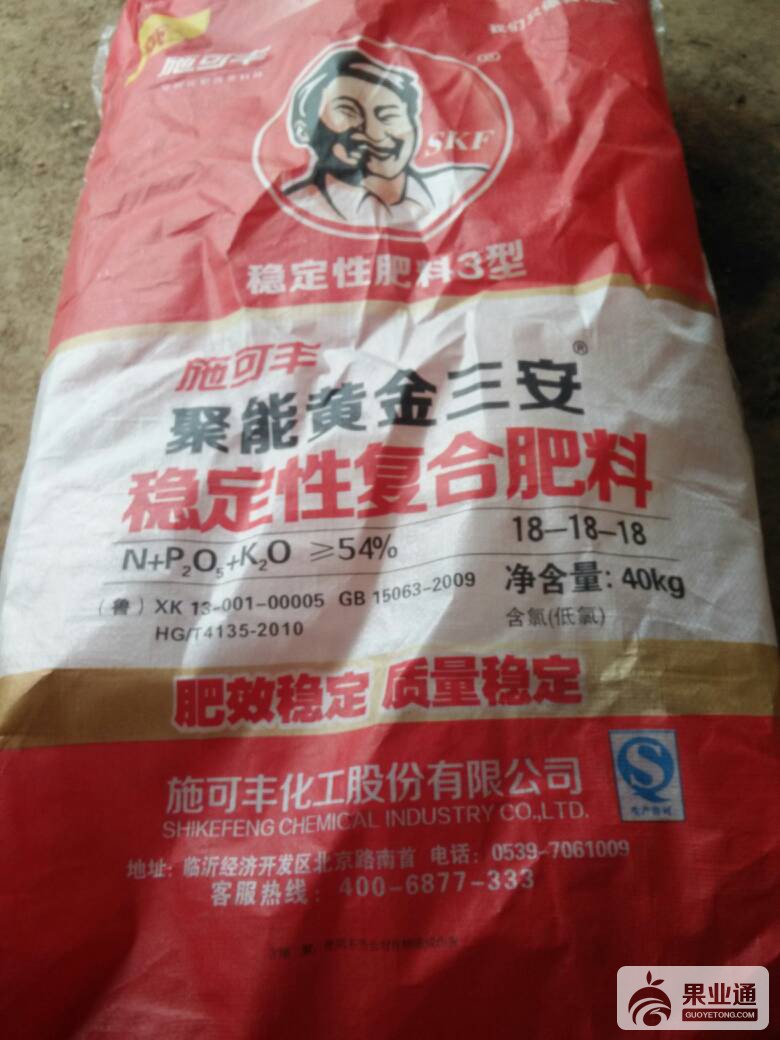 施可丰
SKF
稳定性肥料3型
施可丰
聚能黄金三安®
稳定性复合肥料
N+P₂O₅+K₂O ≥54% 18-18-18
(鲁) XK 13-001-00005 GB 15063-2009 净含量: 40kg
HG/T4135-2010 含氯(低氯)
肥效稳定 质量稳定
施可丰化工股份有限公司
SHIKEFENG CHEMICAL INDUSTRY CO.,LTD.
地址: 临沂经济开发区北京路南首 电话: 0539-7061009
客服热线: 400-6877-333
生产许可
果业通
GUOYETONG.COM